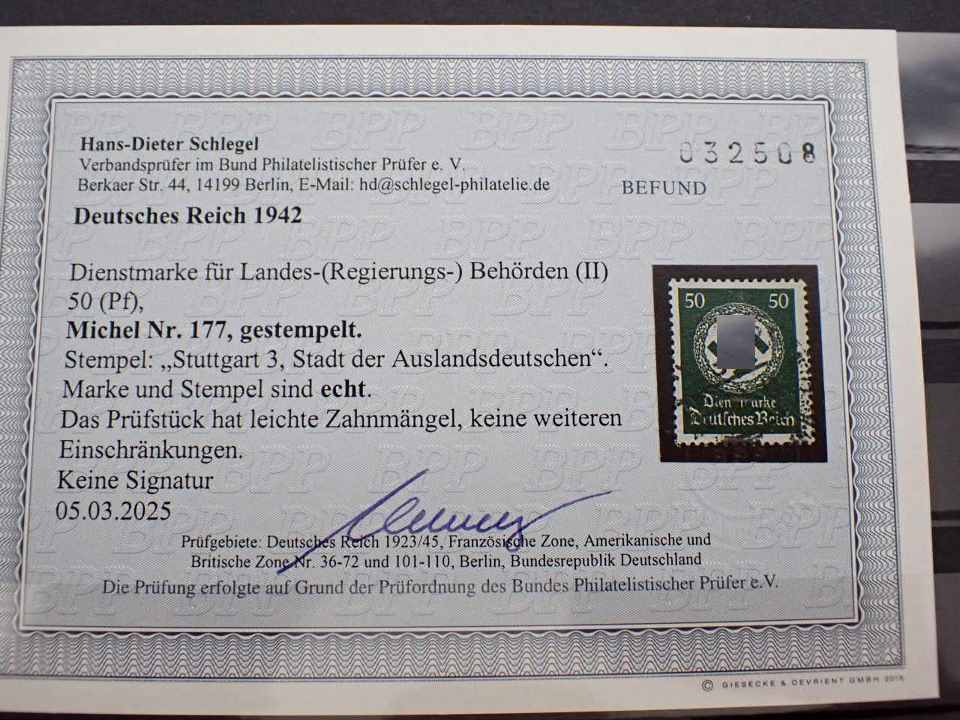 Hans-Dieter Schlegel
Verbandsprüfer im Bund Philatelistischer Prüfer e. V.
Berkaer Str. 44, 14199 Berlin, E-Mail: hd@schlegel-philatelie.de
032508
BEFUND
Deutsches Reich 1942
Dienstmarke für Landes-(Regierungs-) Behörden (II)
50 (Pf),
Michel Nr. 177, gestempelt.
Stempel: „Stuttgart 3, Stadt der Auslandsdeutschen“.
Marke und Stempel sind echt.
Das Prüfstück hat leichte Zahnmängel, keine weiteren
Einschränkungen.
Keine Signatur
05.03.2025
50 50
Dienstmarke
Deutsches Reich
Prüfgebiete: Deutsches Reich 1923/45, Französische Zone, Amerikanische und
Britische Zone Nr. 36-72 und 101-110, Berlin, Bundesrepublik Deutschland
Die Prüfung erfolgte auf Grund der Prüfordnung des Bundes Philatelistischer Prüfer e.V.
© GIESECKE & DEVRIENT GMBH